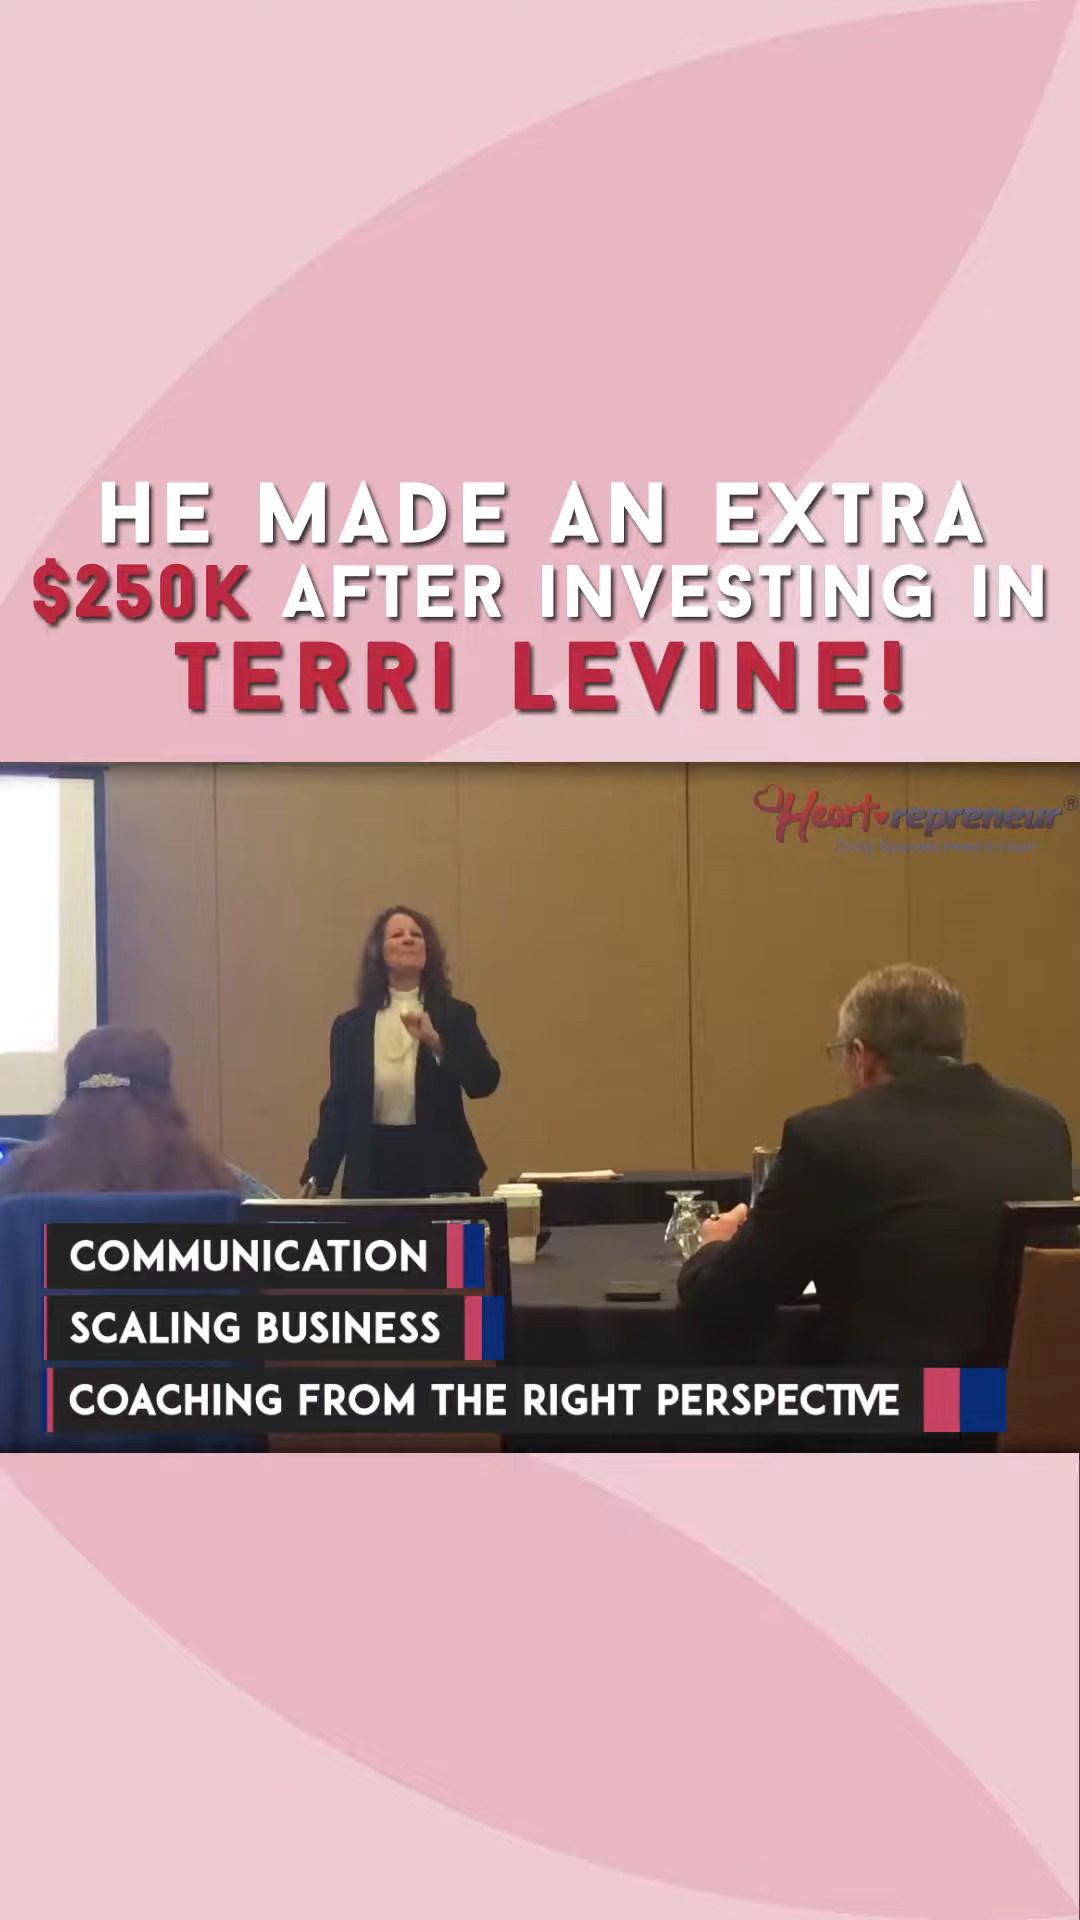 HE MADE AN EXTRA
$250K AFTER INVESTING IN
TERRI LEVINE!
Heart repreneur®
COMMUNICATION
SCALING BUSINESS
COACHING FROM THE RIGHT PERSPECTIVE